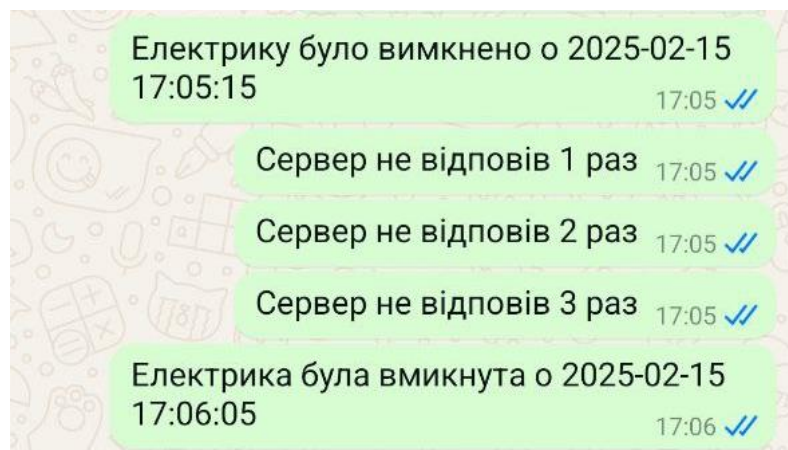 Електрику було вимкнено о 2025-02-15
17:05:15
17:05
Сервер не відповів 1 раз
17:05
Сервер не відповів 2 раз
17:05
Сервер не відповів 3 раз
17:05
Електрика була вмикнута о 2025-02-15
17:06:05
17:06